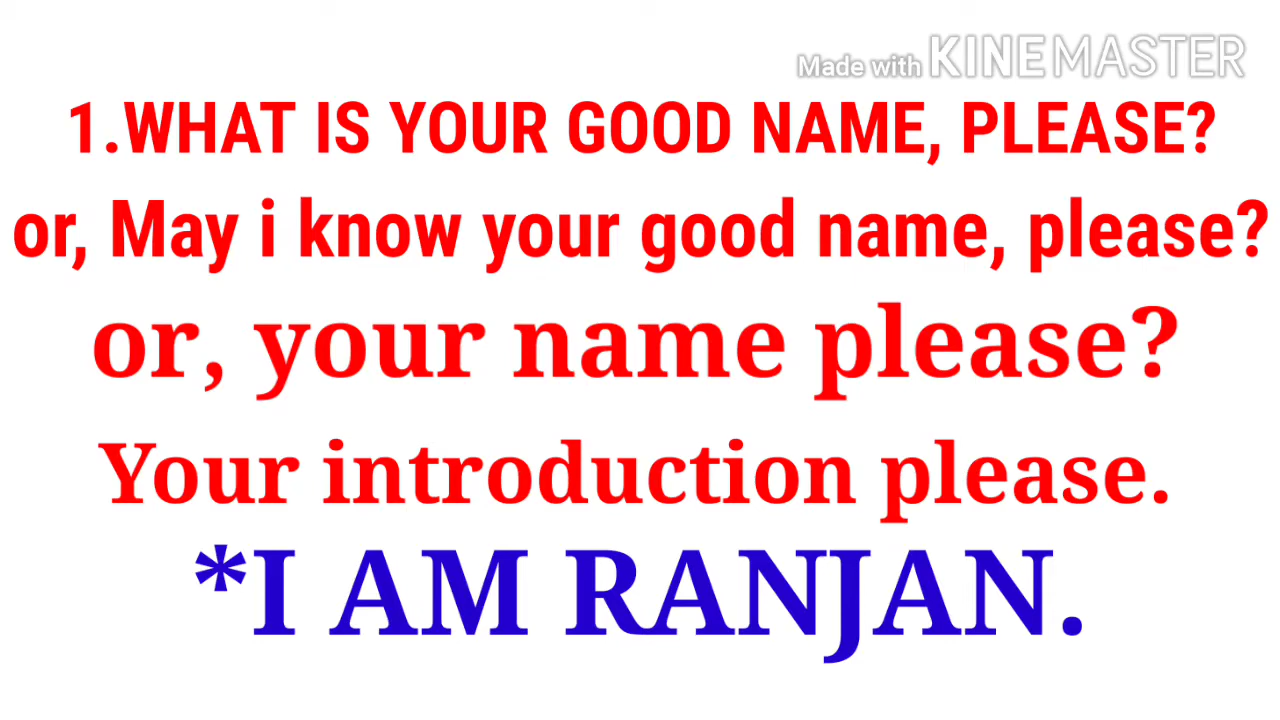 Made with KINEMASTER
1.WHAT IS YOUR GOOD NAME, PLEASE?
or, May i know your good name, please?
or, your name please?
Your introduction please.
*I AM RANJAN.